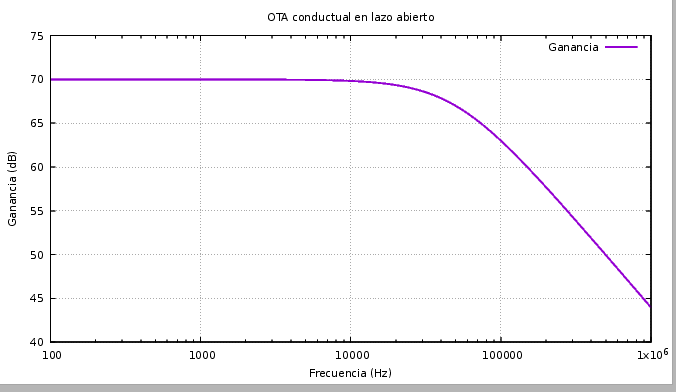 OTA conductual en lazo abierto
Ganancia
75
70
65
60
55
50
45
40
Ganancia (dB)
100 1000 10000 100000 1x10⁶
Frecuencia (Hz)